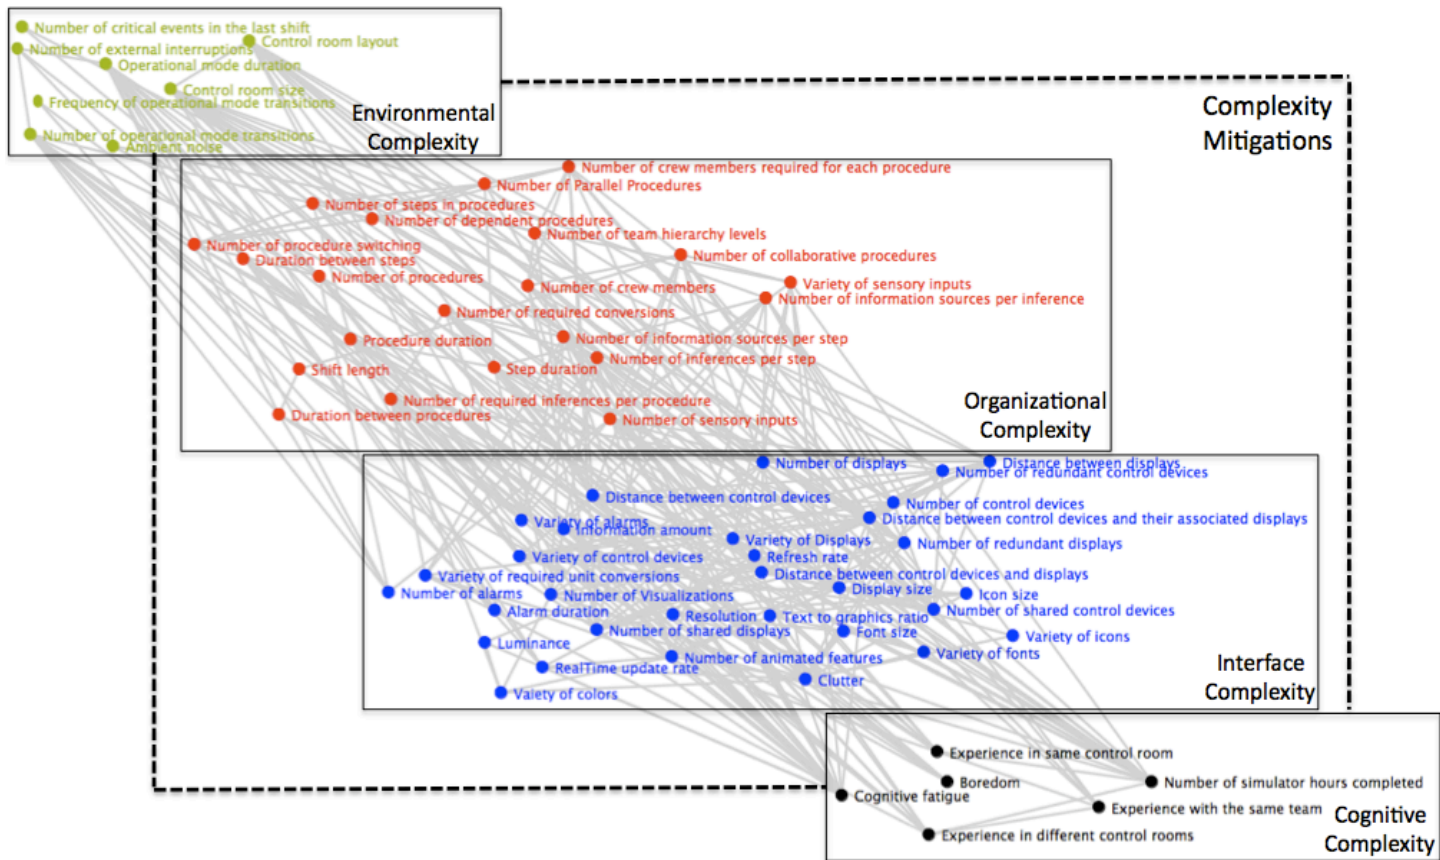 Number of critical events in the last shift
Control room layout
Number of external interruptions
Operational mode duration
Control room size
Frequency of operational mode transitions
Number of operational mode transitions
Ambient noise
Environmental
Complexity
Complexity
Mitigations
Number of crew members required for each procedure
Number of Parallel Procedures
Number of steps in procedures
Number of dependent procedures
Number of team hierarchy levels
Number of procedure switching
Number of collaborative procedures
Duration between steps
Number of procedures
Number of crew members
Variety of sensory inputs
Number of information sources per inference
Number of required conversions
Procedure duration
Number of information sources per step
Number of inferences per step
Shift length
Step duration
Number of required inferences per procedure
Duration between procedures
Number of sensory inputs
Organizational
Complexity
Number of displays
Distance between displays
Number of redundant control devices
Distance between control devices
Number of control devices
Variety of alarms
Information amount
Distance between control devices and their associated displays
Variety of Displays
Number of redundant displays
Variety of control devices
Refresh rate
Variety of required unit conversions
Distance between control devices and displays
Number of alarms
Number of Visualizations
Display size
Icon size
Alarm duration
Resolution
Text to graphics ratio
Number of shared control devices
Luminance
Number of shared displays
Font size
Variety of icons
RealTime update rate
Number of animated features
Variety of fonts
Vaiety of colors
Clutter
Interface
Complexity
Experience in same control room
Boredom
Number of simulator hours completed
Cognitive fatigue
Experience with the same team
Experience in different control rooms
Cognitive
Complexity